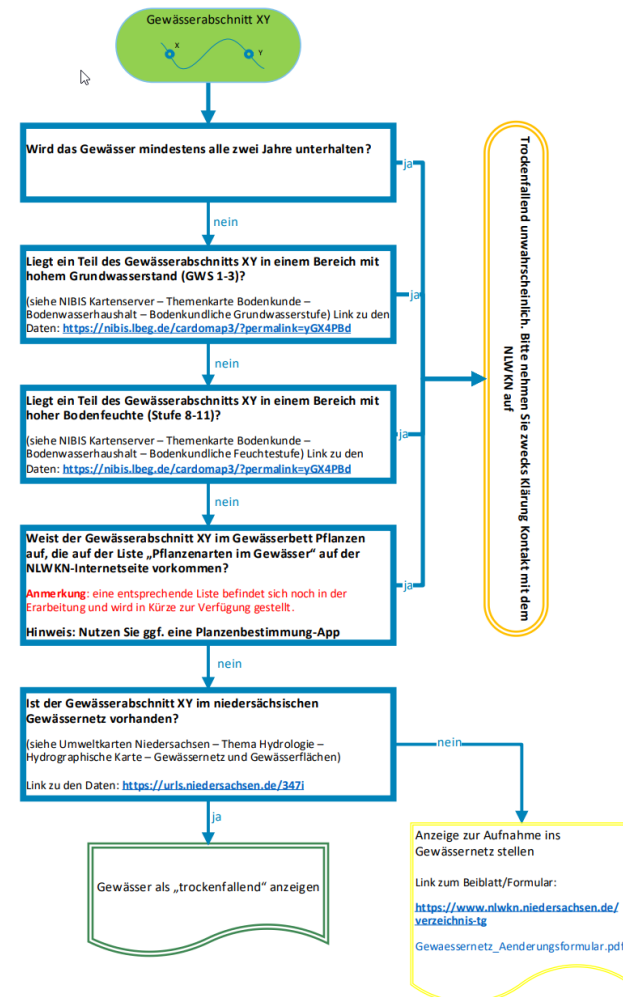 Gewässerabschnitt XY
X
Y
Wird das Gewässer mindestens alle zwei Jahre unterhalten?
ja
nein
Liegt ein Teil des Gewässerabschnitts XY in einem Bereich mit
hohem Grundwasserstand (GWS 1-3)?
(siehe NIBIS Kartenserver – Themenkarte Bodenkunde –
Bodenwasserhaushalt – Bodenkundliche Grundwasserstufe) Link zu den
Daten: https://nibis.lbeg.de/cardomap3/?permalink=yGX4PBd
ja
nein
Liegt ein Teil des Gewässerabschnitts XY in einem Bereich mit
hoher Bodenfeuchte (Stufe 8-11)?
(siehe NIBIS Kartenserver – Themenkarte Bodenkunde –
Bodenwasserhaushalt – Bodenkundliche Feuchtestufe) Link zu den
Daten: https://nibis.lbeg.de/cardomap3/?permalink=yGX4PBd
ja
nein
Weist der Gewässerabschnitt XY im Gewässerbett Pflanzen
auf, die auf der Liste „Pflanzenarten im Gewässer“ auf der
NLWKN-Internetseite vorkommen?
Anmerkung: eine entsprechende Liste befindet sich noch in der
Erarbeitung und wird in Kürze zur Verfügung gestellt.
Hinweis: Nutzen Sie ggf. eine Planzenbestimmung-App
ja
nein
Trockenfallend unwahrscheinlich. Bitte nehmen Sie zwecks Klärung Kontakt mit dem
NLWKN auf
Ist der Gewässerabschnitt XY im niedersächsischen
Gewässernetz vorhanden?
(siehe Umweltkarten Niedersachsen – Thema Hydrologie –
Hydrographische Karte – Gewässernetz und Gewässerflächen)
Link zu den Daten: https://urls.niedersachsen.de/347i
nein
ja
Gewässer als „trockenfallend“ anzeigen
Anzeige zur Aufnahme ins
Gewässernetz stellen
Link zum Beiblatt/Formular:
https://www.nlwkn.niedersachsen.de/
verzeichnis-tg
Gewaessernetz_Aenderungsformular.pdf